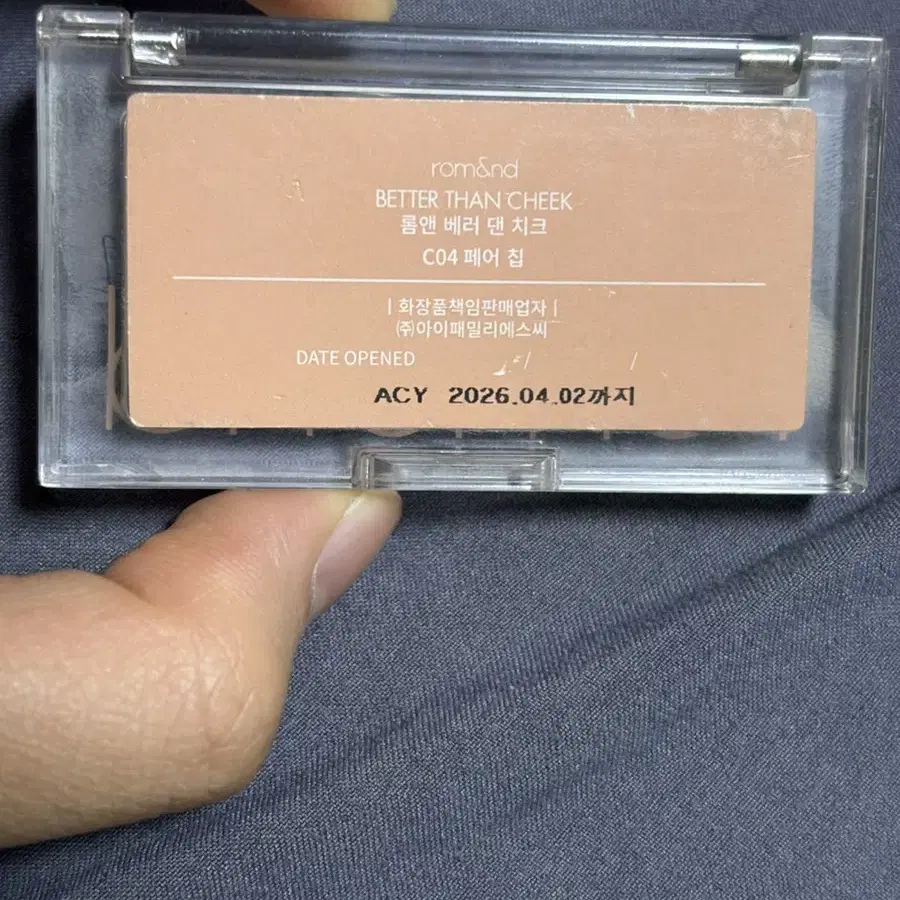 rom&nd
BETTER THAN CHEEK
롬앤 베러 댄 치크
C04 페어 칩
| 화장품책임판매업자 |
㈜아이패밀리에스씨
DATE OPENED / /
ACY 2026.04.02까지